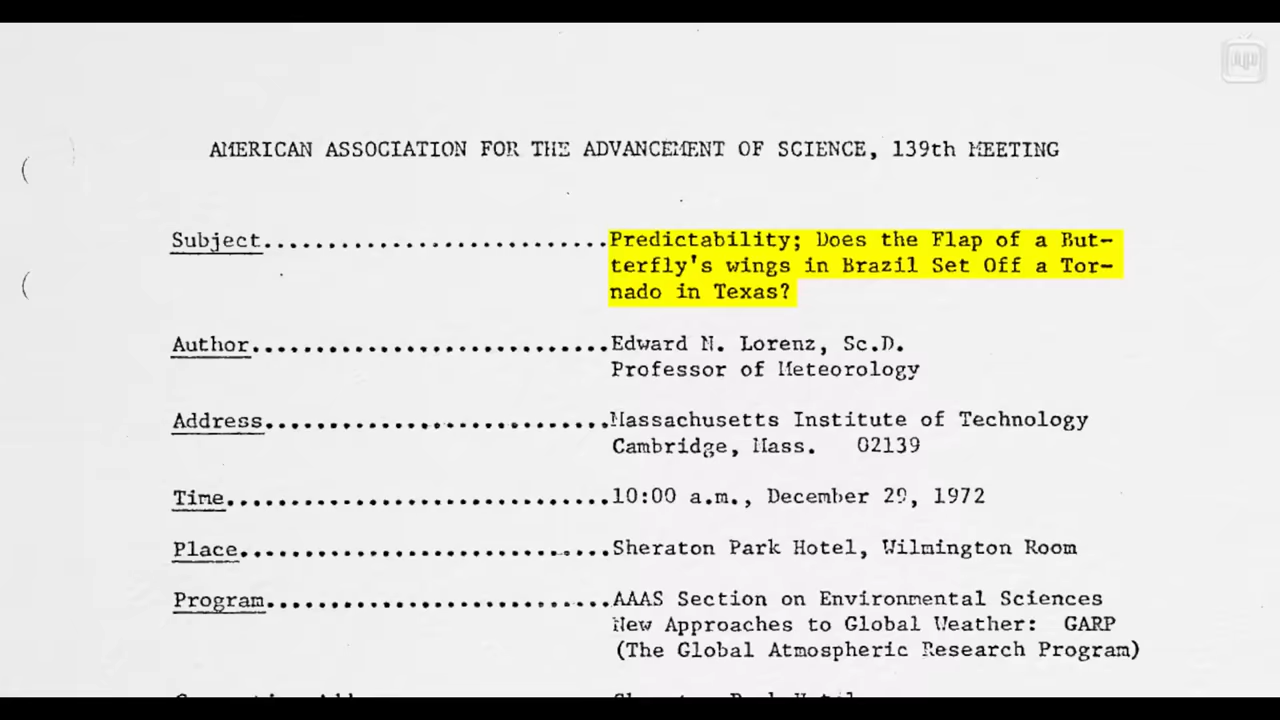 AMERICAN ASSOCIATION FOR THE ADVANCEMENT OF SCIENCE, 139th MEETING
Subject..........................Predictability; Does the Flap of a But-
terfly's wings in Brazil Set Off a Tor-
nado in Texas?
Author...........................Edward N. Lorenz, Sc.D.
Professor of Meteorology
Address..........................Massachusetts Institute of Technology
Cambridge, Mass. 02139
Time.............................10:00 a.m., December 29, 1972
Place............................Sheraton Park Hotel, Wilmington Room
Program..........................AAAS Section on Environmental Sciences
New Approaches to Global Weather: GARP
(The Global Atmospheric Research Program)